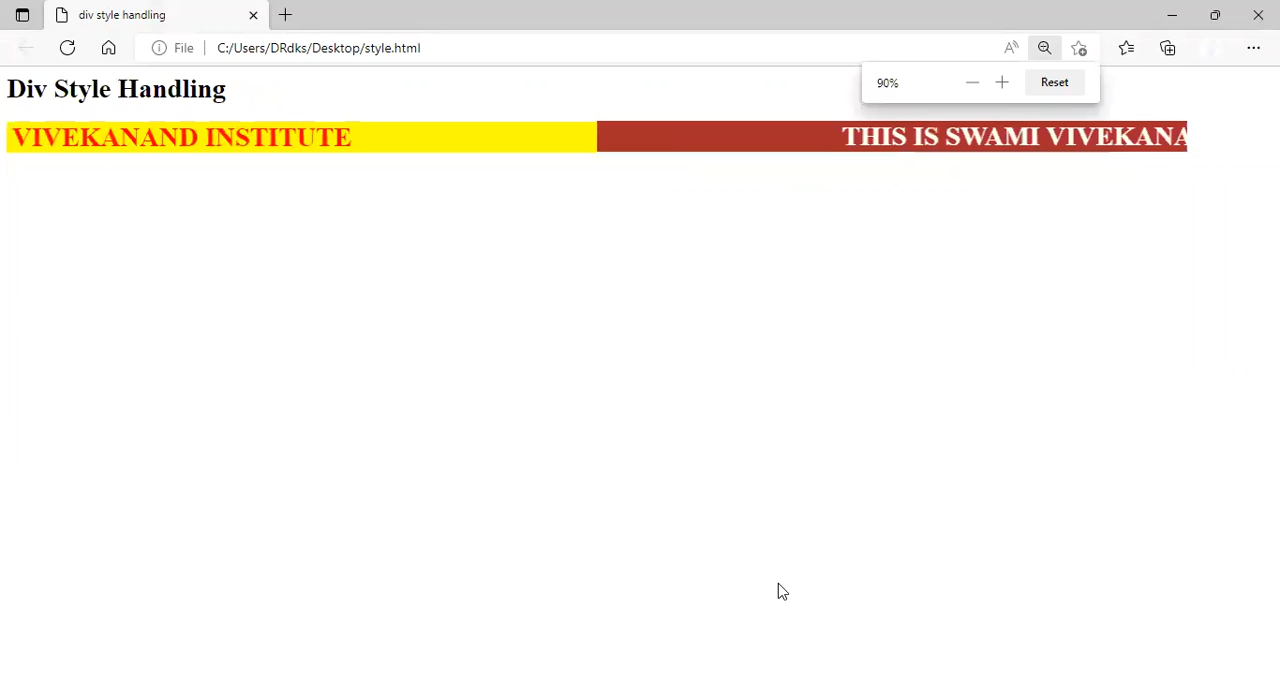 div style handling
File C:/Users/DRdks/Desktop/style.html
90% Reset
Div Style Handling
VIVEKANAND INSTITUTE THIS IS SWAMI VIVEKANA